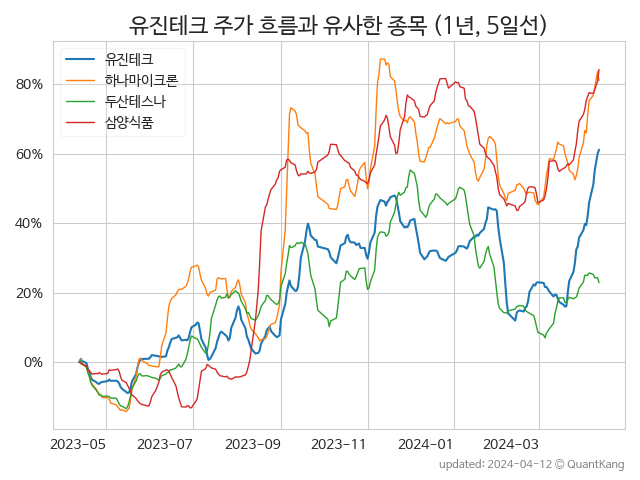 유진테크 주가 흐름과 유사한 종목 (1년, 5일선)
유진테크
하나마이크론
두산테스나
삼양식품
80%
60%
40%
20%
0%
2023-05 2023-07 2023-09 2023-11 2024-01 2024-03
updated: 2024-04-12 © QuantKang